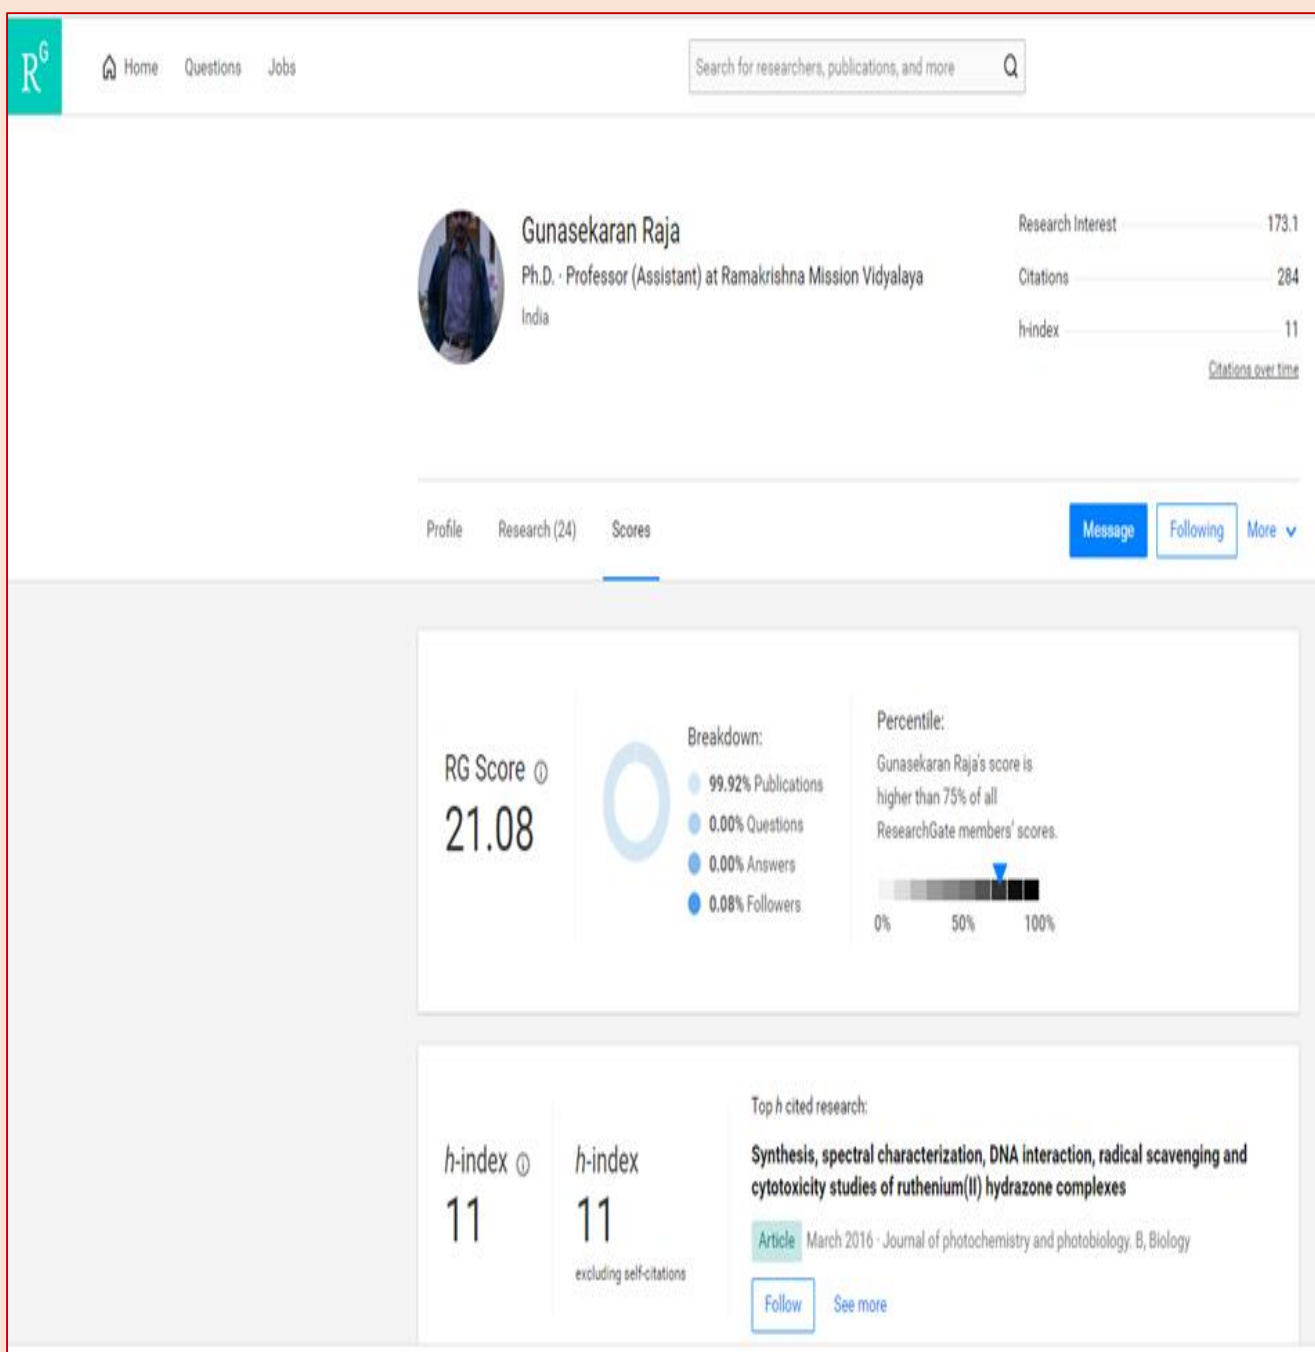 RG
Home Questions Jobs
Search for researchers, publications, and more
Gunasekaran Raja
Ph.D. · Professor (Assistant) at Ramakrishna Mission Vidyalaya
India
Research Interest 173.1
Citations 284
h-index 11
Citations over time
Profile Research (24) Scores
Message Following More
RG Score
21.08
Breakdown:
99.92% Publications
0.00% Questions
0.00% Answers
0.08% Followers
Percentile:
Gunasekaran Raja's score is
higher than 75% of all
ResearchGate members' scores.
0% 50% 100%
h-index
11
h-index
11
excluding self-citations
Top h cited research:
Synthesis, spectral characterization, DNA interaction, radical scavenging and
cytotoxicity studies of ruthenium(II) hydrazone complexes
Article March 2016 · Journal of photochemistry and photobiology. B, Biology
Follow See more